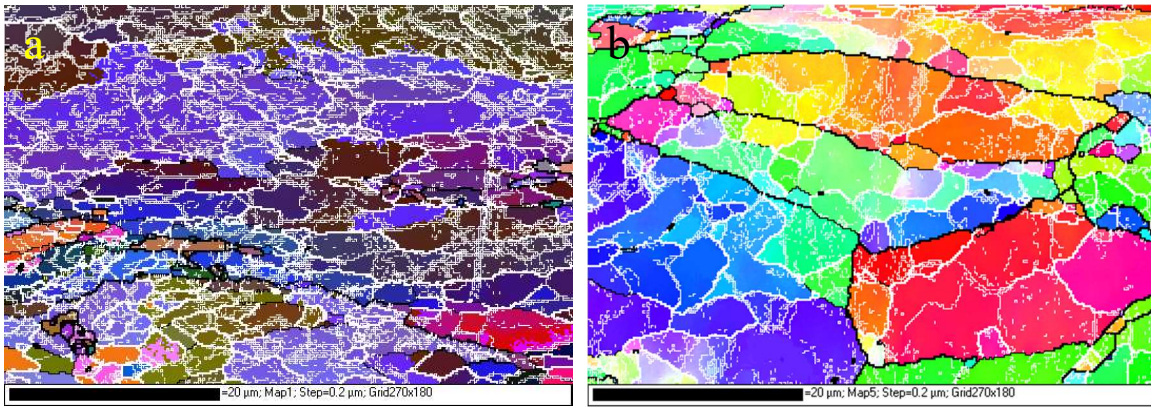 a
b
=20 µm; Map1; Step=0.2 µm; Grid270x180
=20 µm; Map5; Step=0.2 µm; Grid270x180